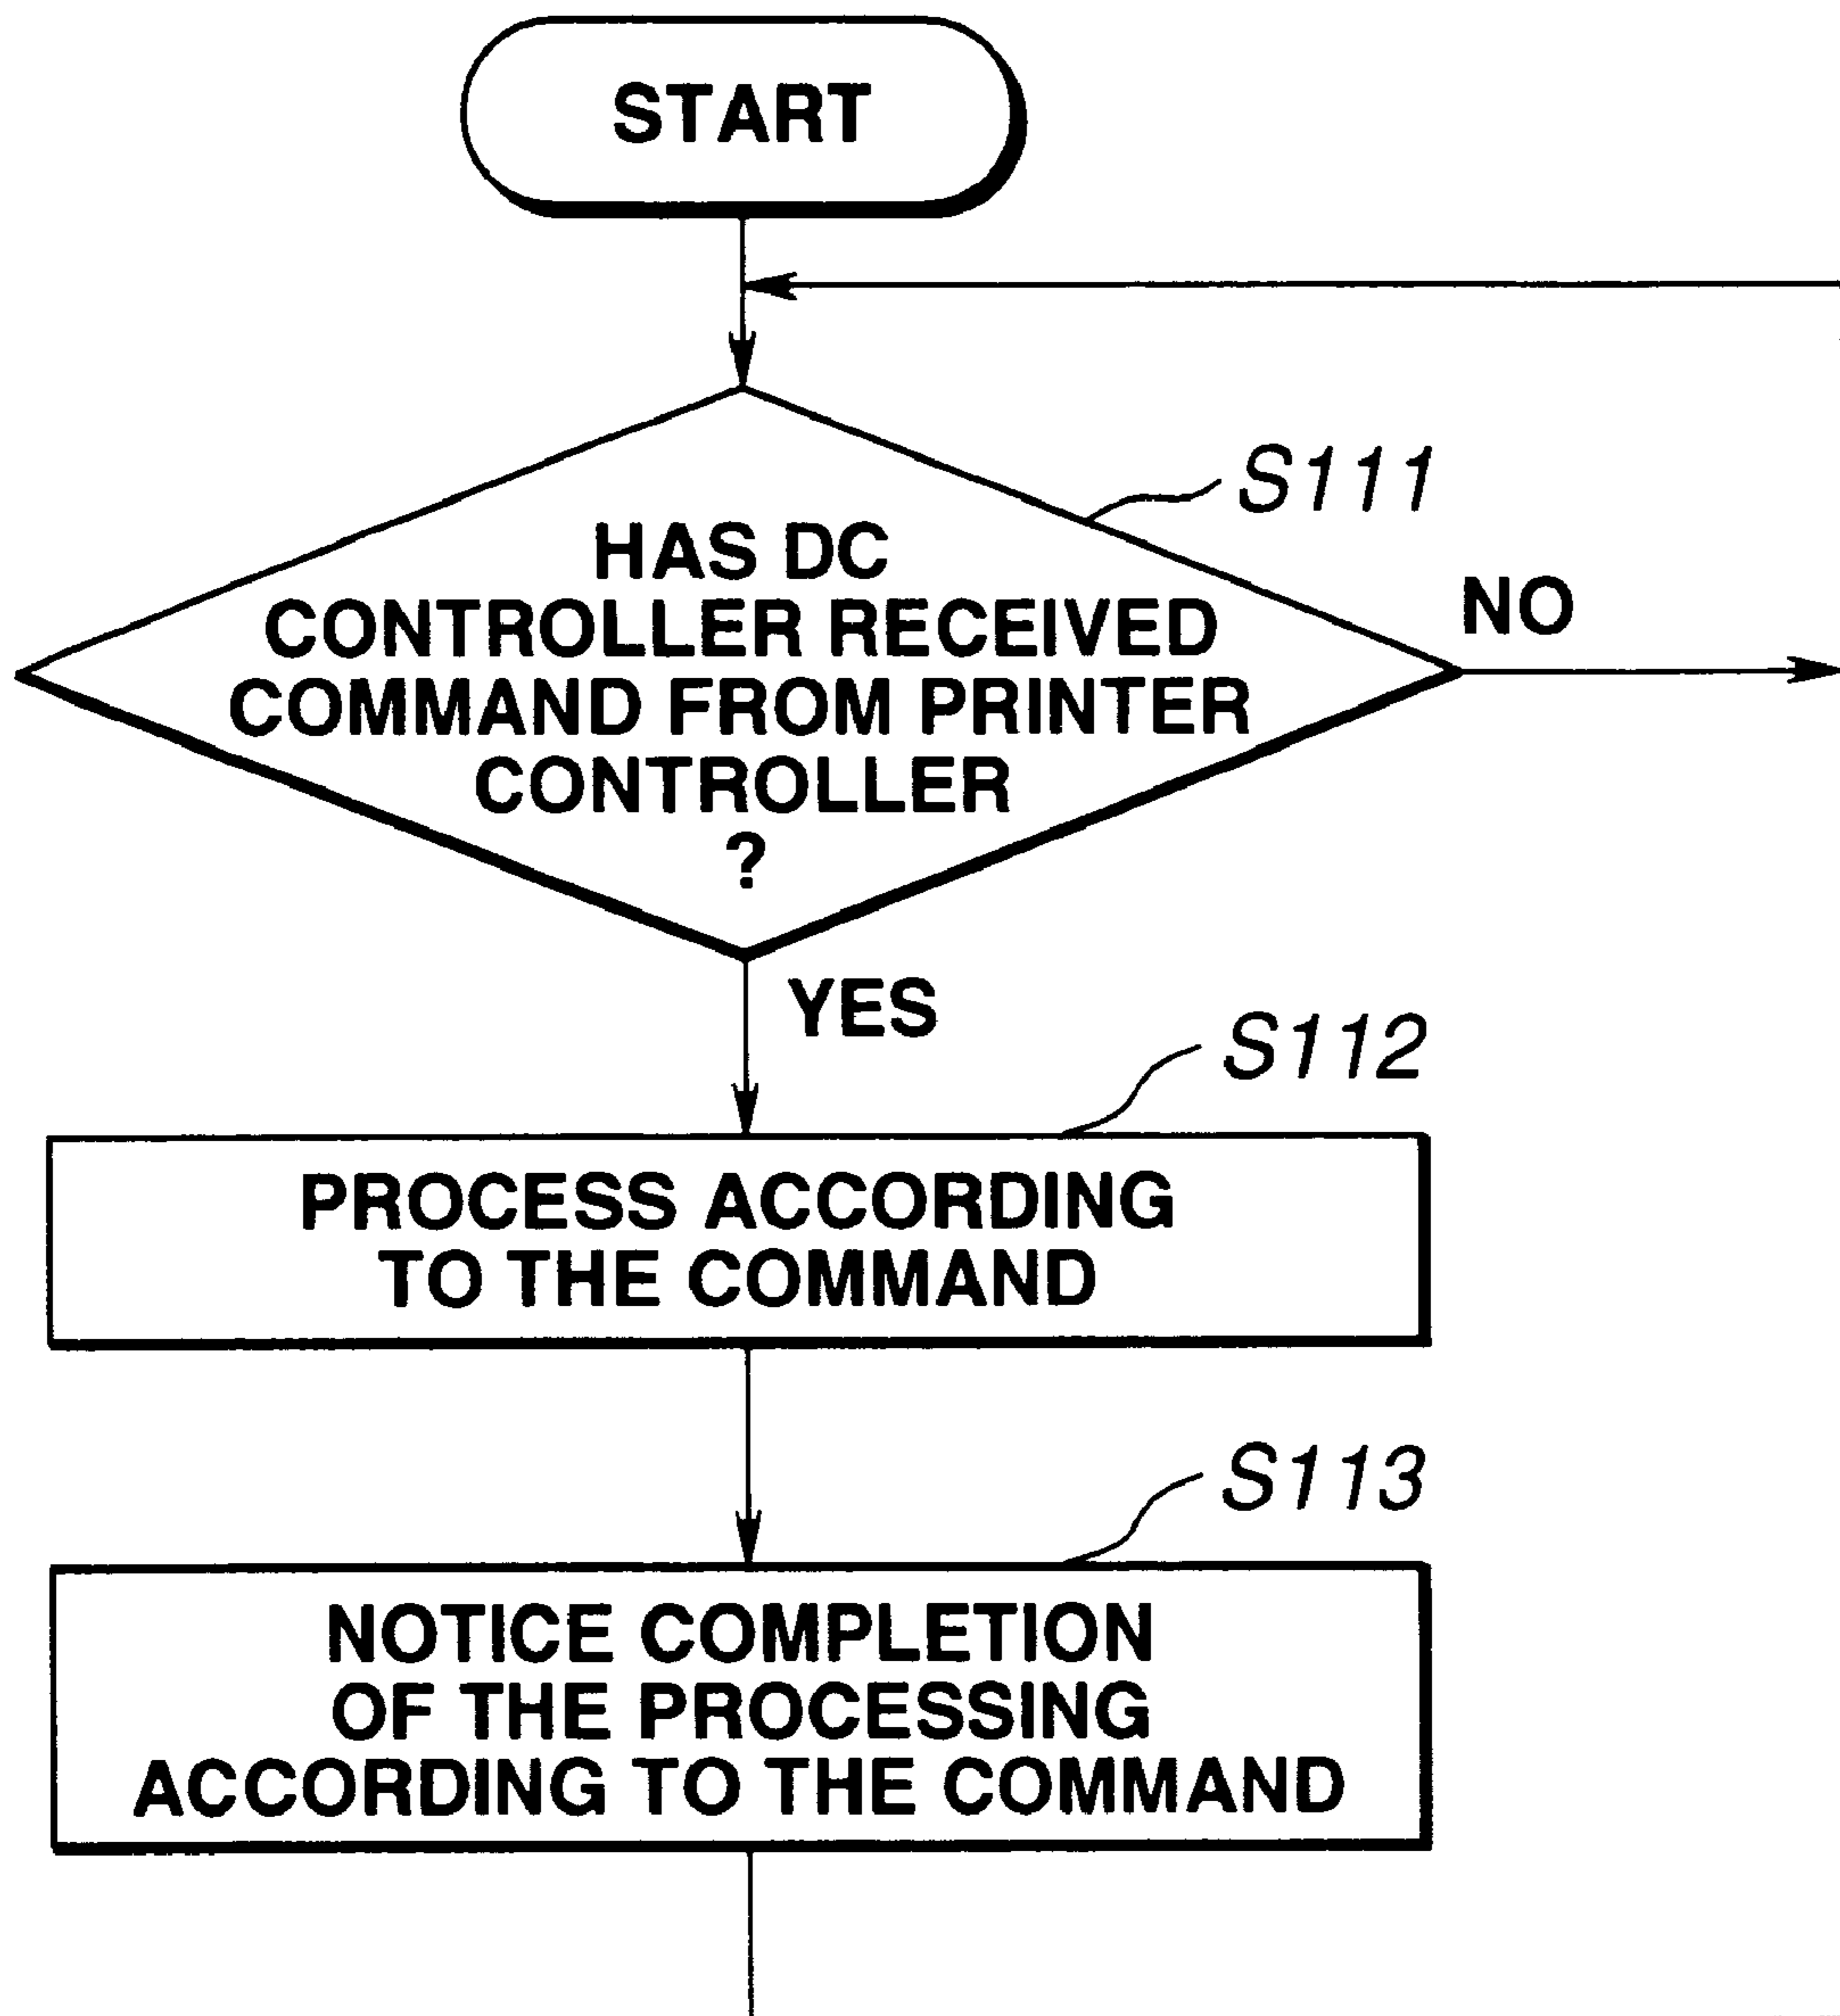 START
S111
HAS DC
CONTROLLER RECEIVED
COMMAND FROM PRINTER
CONTROLLER
?
NO
YES
S112
PROCESS ACCORDING
TO THE COMMAND
S113
NOTICE COMPLETION
OF THE PROCESSING
ACCORDING TO THE COMMAND